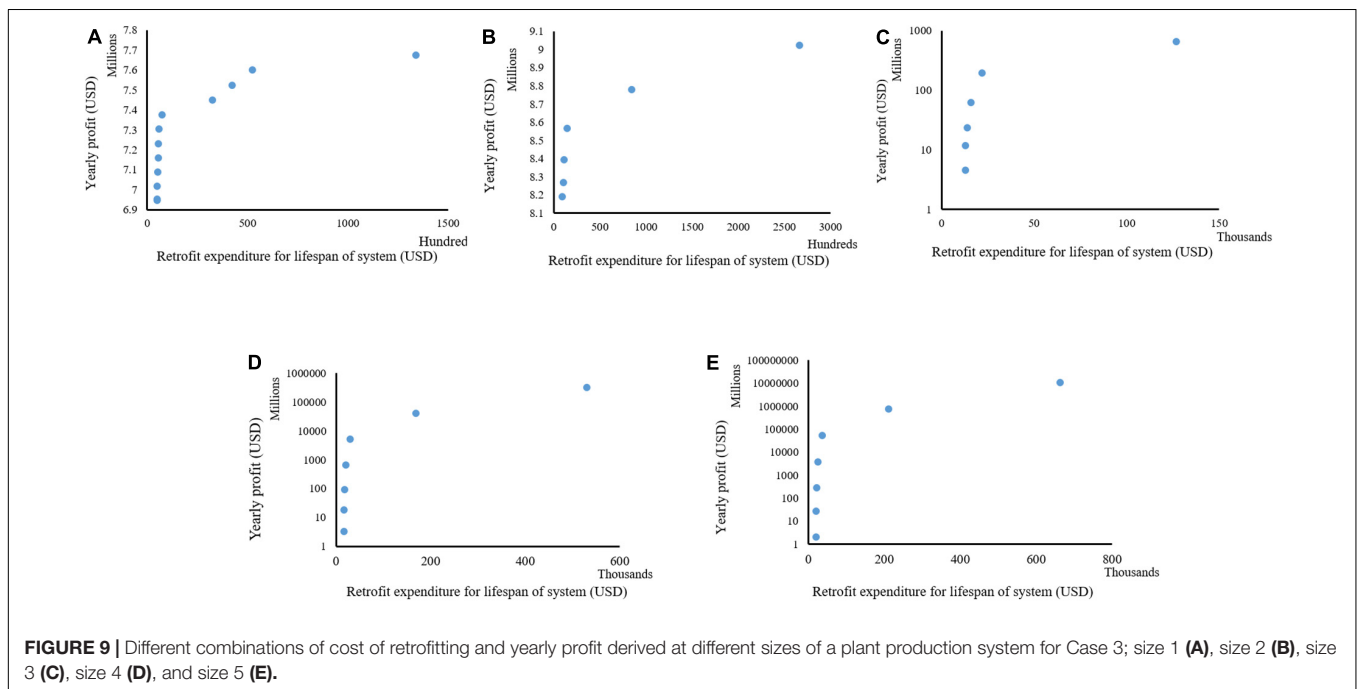 A
Yearly profit (USD)
Millions
7.8
7.7
7.6
7.5
7.4
7.3
7.2
7.1
7
6.9
0 500 1000 1500
Hundred
Retrofit expenditure for lifespan of system (USD)
B
Yearly profit (USD)
Millions
9.1
9
8.9
8.8
8.7
8.6
8.5
8.4
8.3
8.2
8.1
0 500 1000 1500 2000 2500 3000
Hundreds
Retrofit expenditure for lifespan of system (USD)
C
Yearly profit (USD)
Millions
1000
100
10
1
0 50 100 150
Thousands
Retrofit expenditure for lifespan of system (USD)
D
Yearly profit (USD)
Millions
1000000
100000
10000
1000
100
10
1
0 200 400 600
Thousands
Retrofit expenditure for lifespan of system (USD)
E
Yearly profit (USD)
Millions
100000000
10000000
1000000
100000
10000
1000
100
10
1
0 200 400 600 800
Thousands
Retrofit expenditure for lifespan of system (USD)
FIGURE 9 | Different combinations of cost of retrofitting and yearly profit derived at different sizes of a plant production system for Case 3; size 1 (A), size 2 (B), size
3 (C), size 4 (D), and size 5 (E).